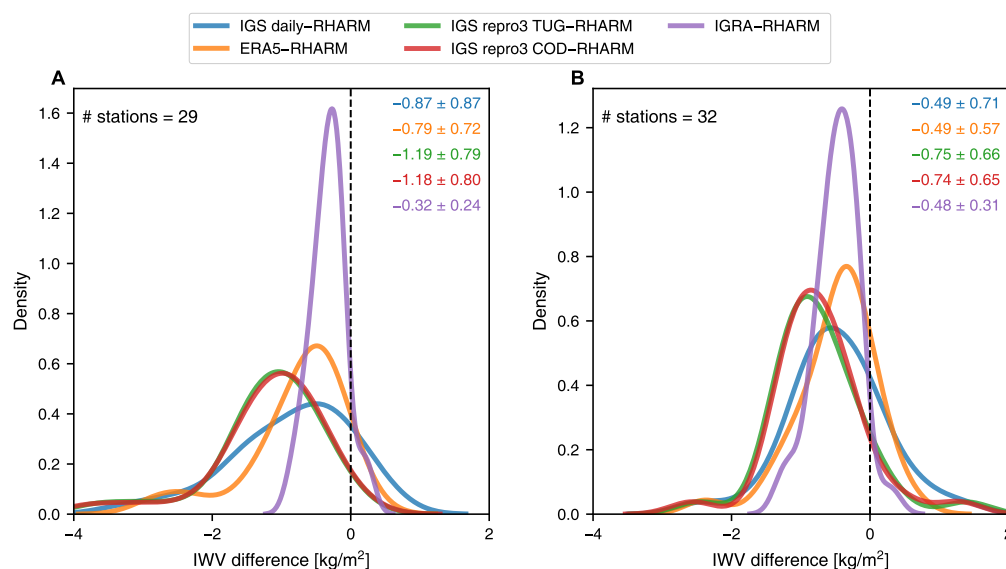 IGS daily−RHARM
ERA5−RHARM
IGS repro3 TUG−RHARM
IGS repro3 COD−RHARM
IGRA−RHARM
A
# stations = 29
−0.87 ± 0.87
−0.79 ± 0.72
−1.19 ± 0.79
−1.18 ± 0.80
−0.32 ± 0.24
1.6
1.4
1.2
1.0
0.8
0.6
0.4
0.2
0.0
Density
−4
−2
0
2
IWV difference [kg/m²]
B
# stations = 32
−0.49 ± 0.71
−0.49 ± 0.57
−0.75 ± 0.66
−0.74 ± 0.65
−0.48 ± 0.31
1.2
1.0
0.8
0.6
0.4
0.2
0.0
Density
−4
−2
0
2
IWV difference [kg/m²]